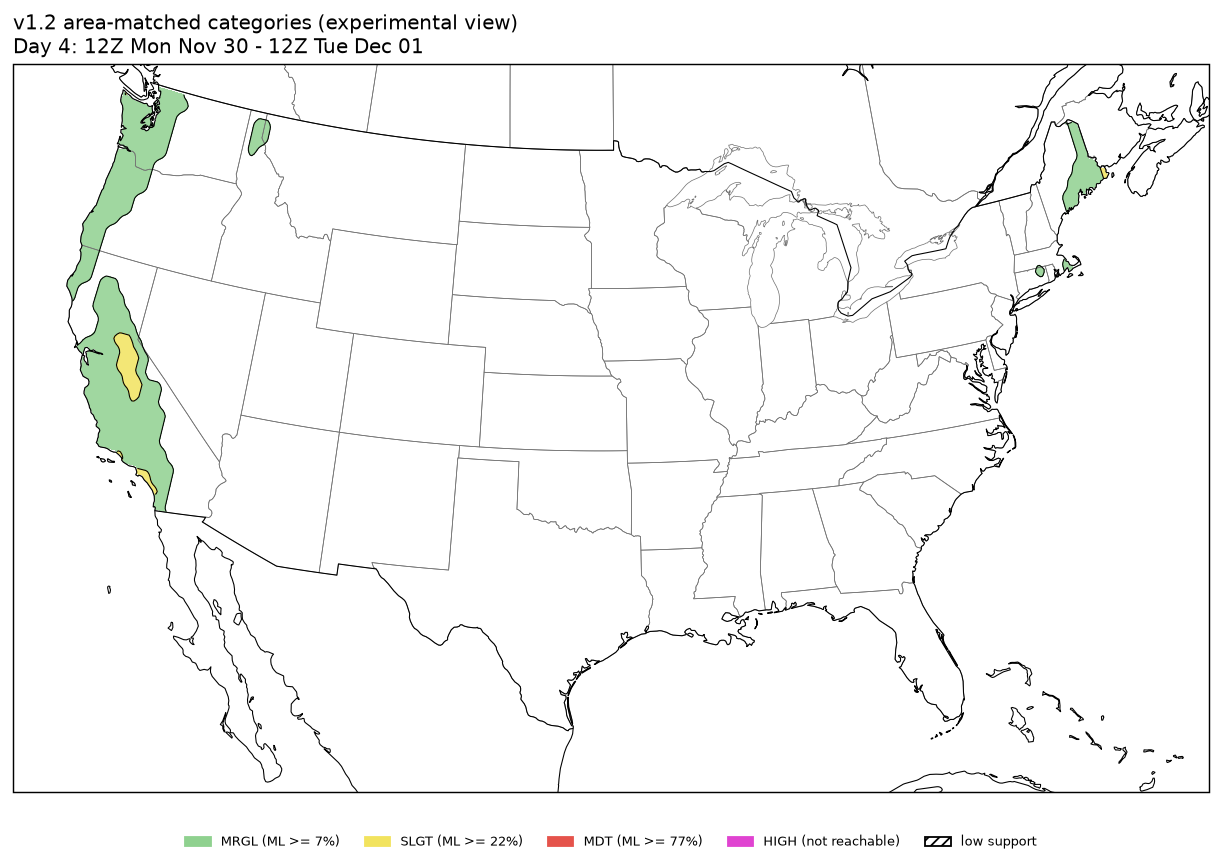 v1.2 area-matched categories (experimental view)
Day 4: 12Z Mon Nov 30 - 12Z Tue Dec 01
MRGL (ML >= 7%) SLGT (ML >= 22%) MDT (ML >= 77%) HIGH (not reachable) low support